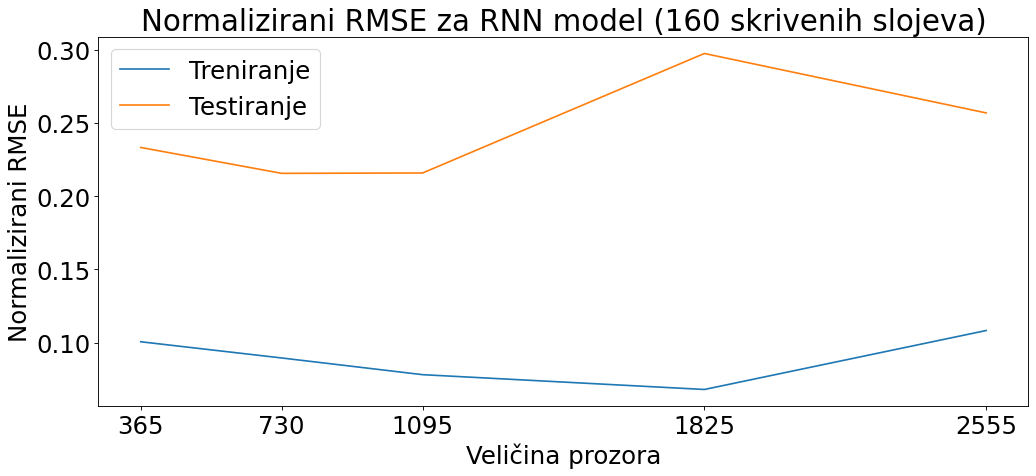 Normalizirani RMSE za RNN model (160 skrivenih slojeva)
Treniranje
Testiranje
Normalizirani RMSE
0.30
0.25
0.20
0.15
0.10
365 730 1095 1825 2555
Veličina prozora